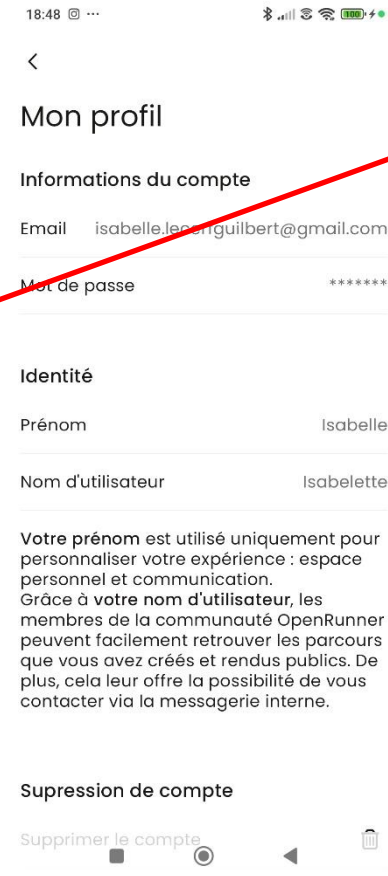 18:48
100
Mon profil
Informations du compte
Email
Mot de passe *******
Identité
Prénom Isabelle
Nom d'utilisateur Isabelette
Votre prénom est utilisé uniquement pour
personnaliser votre expérience : espace
personnel et communication.
Grâce à votre nom d'utilisateur, les
membres de la communauté OpenRunner
peuvent facilement retrouver les parcours
que vous avez créés et rendus publics. De
plus, cela leur offre la possibilité de vous
contacter via la messagerie interne.
Supression de compte
Supprimer le compte